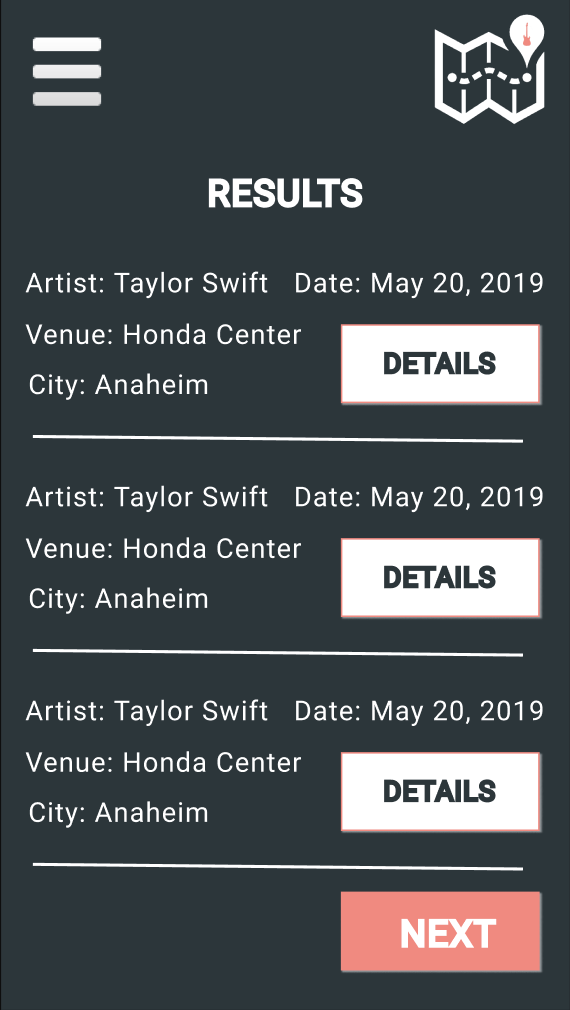 RESULTS
Artist: Taylor Swift Date: May 20, 2019
Venue: Honda Center
DETAILS
City: Anaheim
Artist: Taylor Swift Date: May 20, 2019
Venue: Honda Center
DETAILS
City: Anaheim
Artist: Taylor Swift Date: May 20, 2019
Venue: Honda Center
DETAILS
City: Anaheim
NEXT